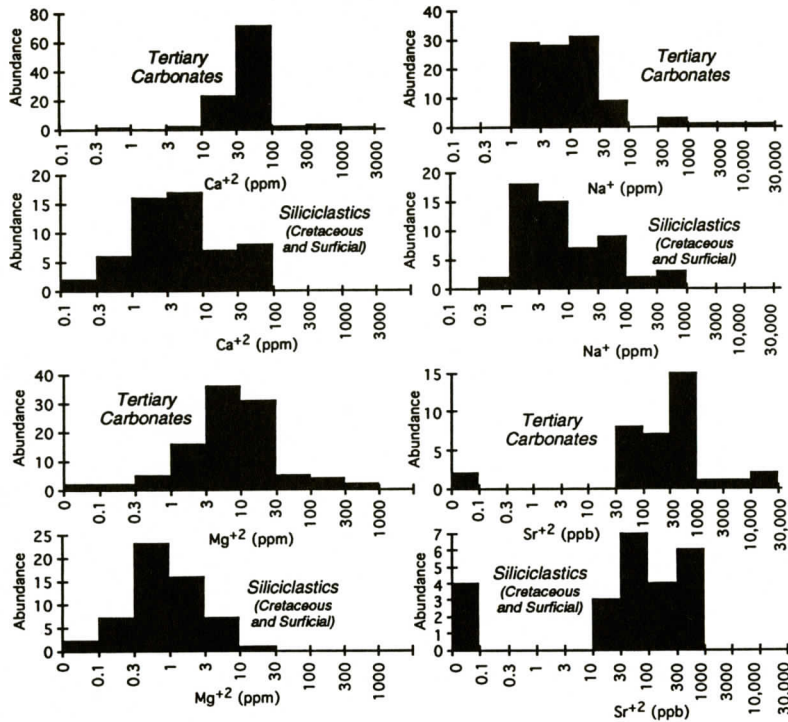 80
60
40
20
0
Abundance
Tertiary
Carbonates
0.1 0.3 1 3 10 30 100 300 1000 3000
Ca+2 (ppm)
40
30
20
10
0
Abundance
Tertiary
Carbonates
0.1 0.3 1 3 10 30 100 300 1000 3000 10,000 30,000
Na+ (ppm)
20
15
10
5
0
Abundance
Siliciclastics
(Cretaceous
and Surficial)
0.1 0.3 1 3 10 30 100 300 1000 3000
Ca+2 (ppm)
20
15
10
5
0
Abundance
Siliciclastics
(Cretaceous
and Surficial)
0.1 0.3 1 3 10 30 100 300 1000 3000 10,000 30,000
Na+ (ppm)
40
30
20
10
0
Abundance
Tertiary
Carbonates
0 0.1 0.3 1 3 10 30 100 300 1000
Mg+2 (ppm)
15
10
5
0
Abundance
Tertiary
Carbonates
0 0.1 0.3 1 3 10 30 100 300 1000 10,000 30,000
Sr+2 (ppb)
25
20
15
10
5
0
Abundance
Siliciclastics
(Cretaceous
and Surficial)
0 0.1 0.3 1 3 10 30 100 300 1000
Mg+2 (ppm)
7
6
5
4
3
2
1
0
Abundance
Siliciclastics
(Cretaceous
and Surficial)
0 0.1 0.3 1 3 10 30 100 300 1000 10,000 30,000
Sr+2 (ppb)